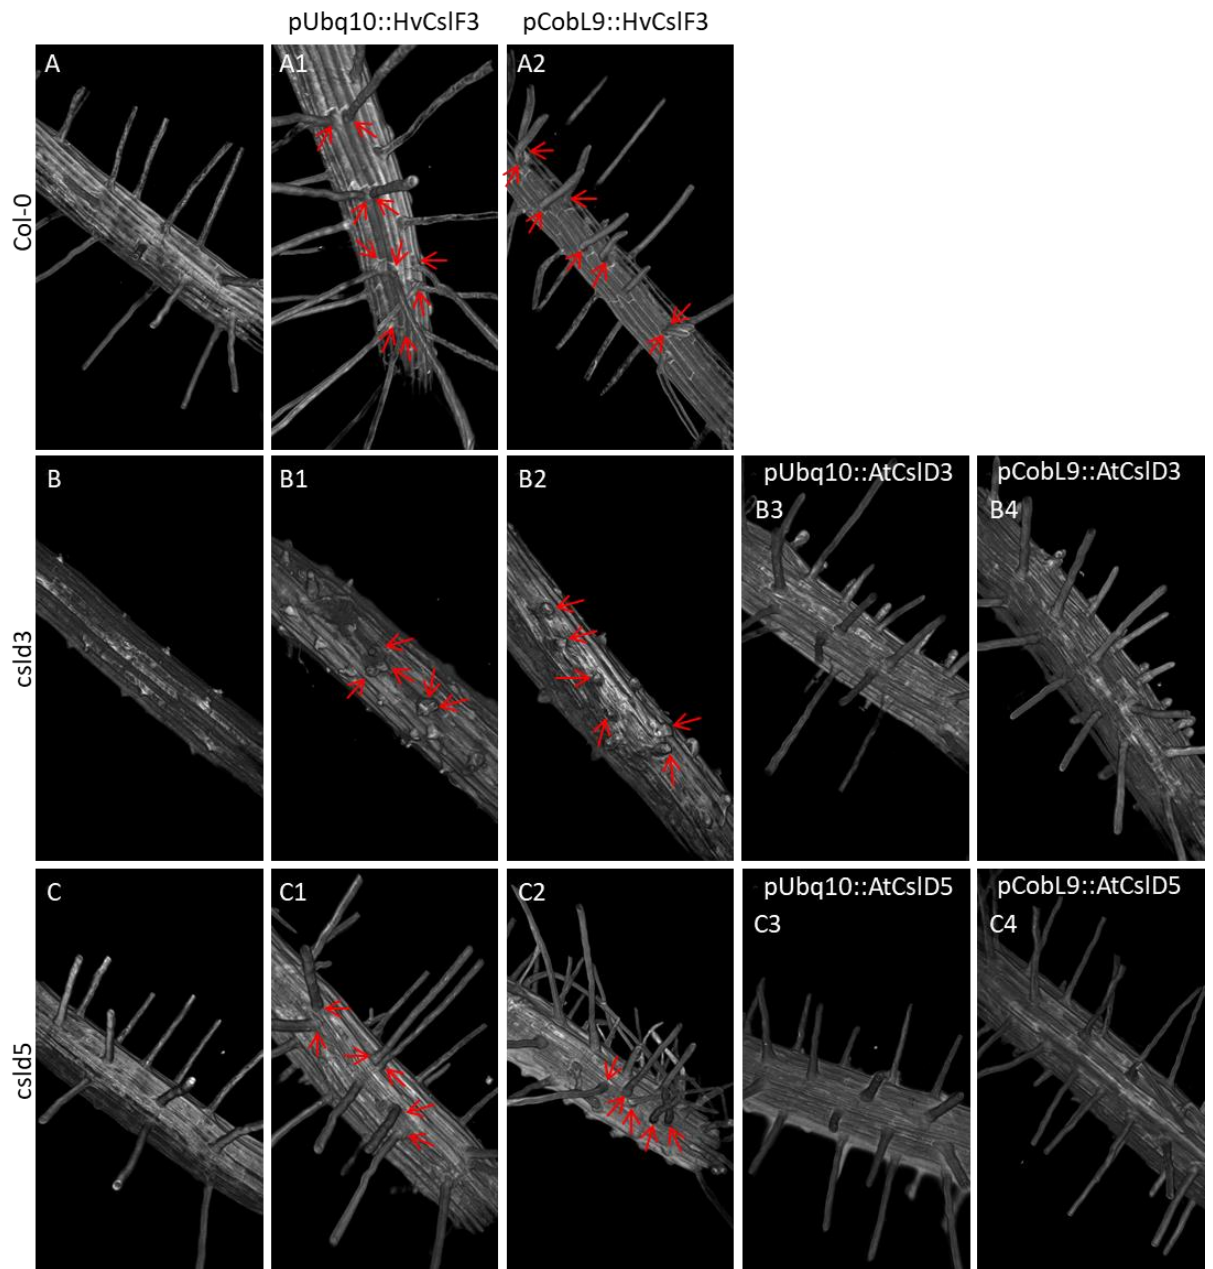 pUbq10::HvCslF3 pCobL9::HvCslF3
Col-0
A A1 A2
csld3
B B1 B2 pUbq10::AtCslD3 pCobL9::AtCslD3
B3 B4
csld5
C C1 C2 pUbq10::AtCslD5 pCobL9::AtCslD5
C3 C4